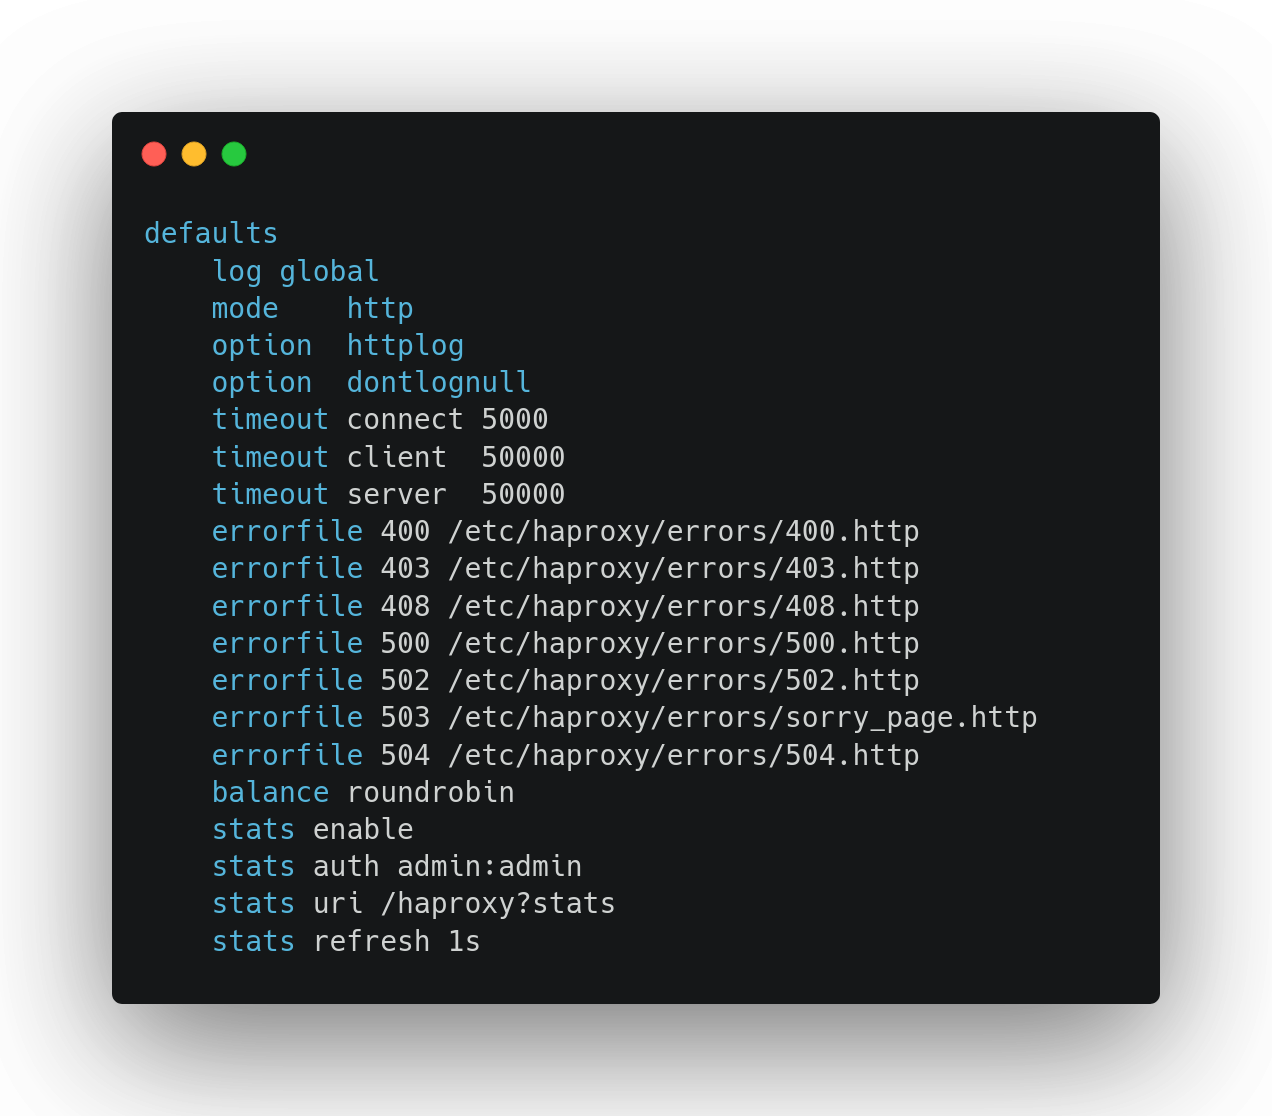 defaults
    log global
    mode    http
    option  httplog
    option  dontlognull
    timeout connect 5000
    timeout client  50000
    timeout server  50000
    errorfile 400 /etc/haproxy/errors/400.http
    errorfile 403 /etc/haproxy/errors/403.http
    errorfile 408 /etc/haproxy/errors/408.http
    errorfile 500 /etc/haproxy/errors/500.http
    errorfile 502 /etc/haproxy/errors/502.http
    errorfile 503 /etc/haproxy/errors/sorry_page.http
    errorfile 504 /etc/haproxy/errors/504.http
    balance roundrobin
    stats enable
    stats auth admin:admin
    stats uri /haproxy?stats
    stats refresh 1s